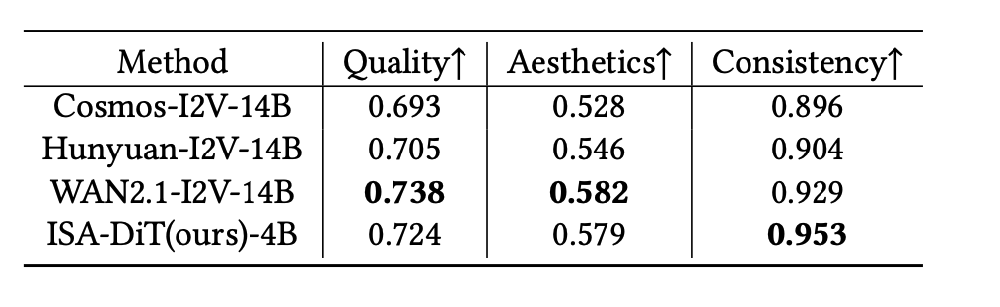 Method Quality↑ Aesthetics↑ Consistency↑
Cosmos-I2V-14B 0.693 0.528 0.896
Hunyuan-I2V-14B 0.705 0.546 0.904
WAN2.1-I2V-14B 0.738 0.582 0.929
ISA-DiT(ours)-4B 0.724 0.579 0.953